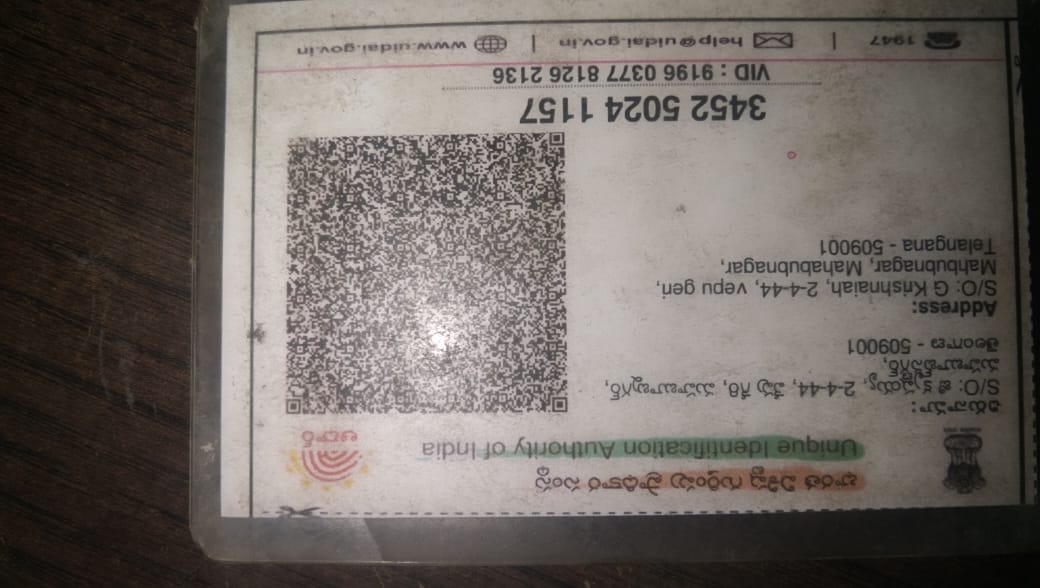 భారత విశిష్ట గుర్తింపు ప్రాధికార సంస్థ
Unique Identification Authority of India
ఆధార్
చిరునామా:
S/O: జి కృష్ణయ్య, 2-4-44, వేపు గేరి, మహబూబ్నగర్,
మహబూబ్‌నగర్,
తెలంగాణ - 509001
Address:
S/O: G Krishnaiah, 2-4-44, vepu geri,
Mahbubnagar, Mahabubnagar,
Telangana - 509001
3452 5024 1157
VID : 9196 0377 8126 2136
1947 | help@uidai.gov.in | www.uidai.gov.in